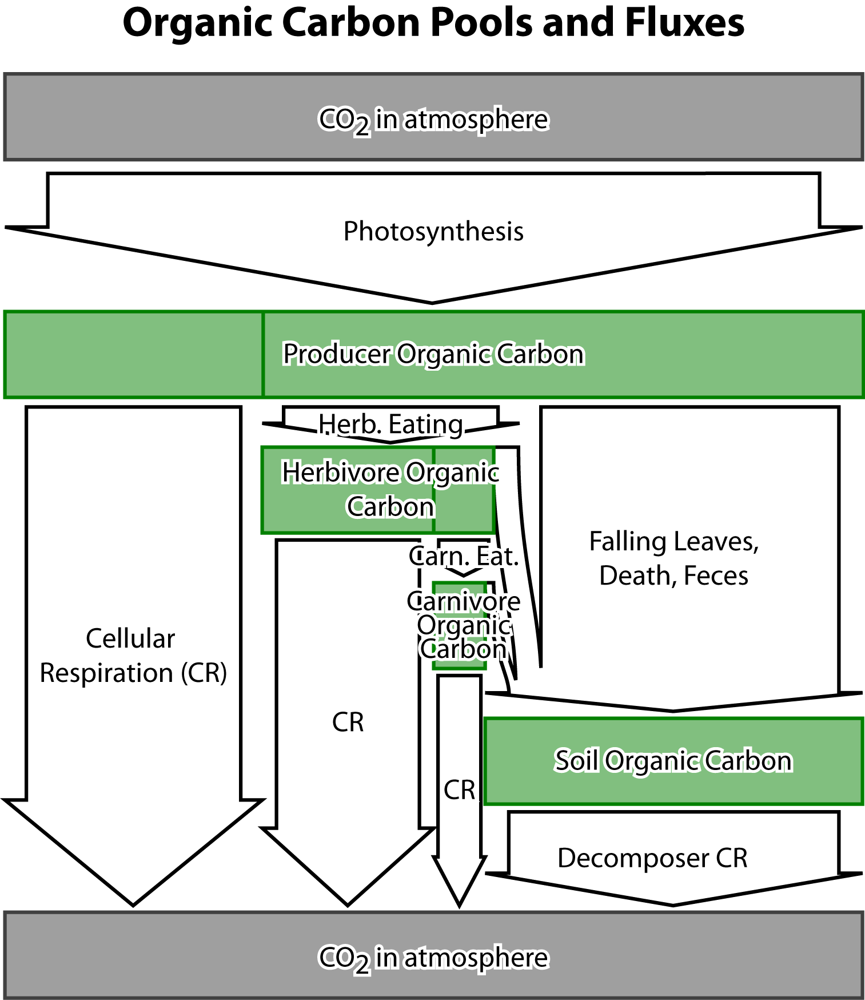 Organic Carbon Pools and Fluxes
CO2 in atmosphere
Photosynthesis
Producer Organic Carbon
Herb. Eating
Herbivore Organic
Carbon
Carn. Eat.
Carnivore
Organic
Carbon
Falling Leaves,
Death, Feces
Cellular
Respiration (CR)
CR
CR
Soil Organic Carbon
Decomposer CR
CO2 in atmosphere